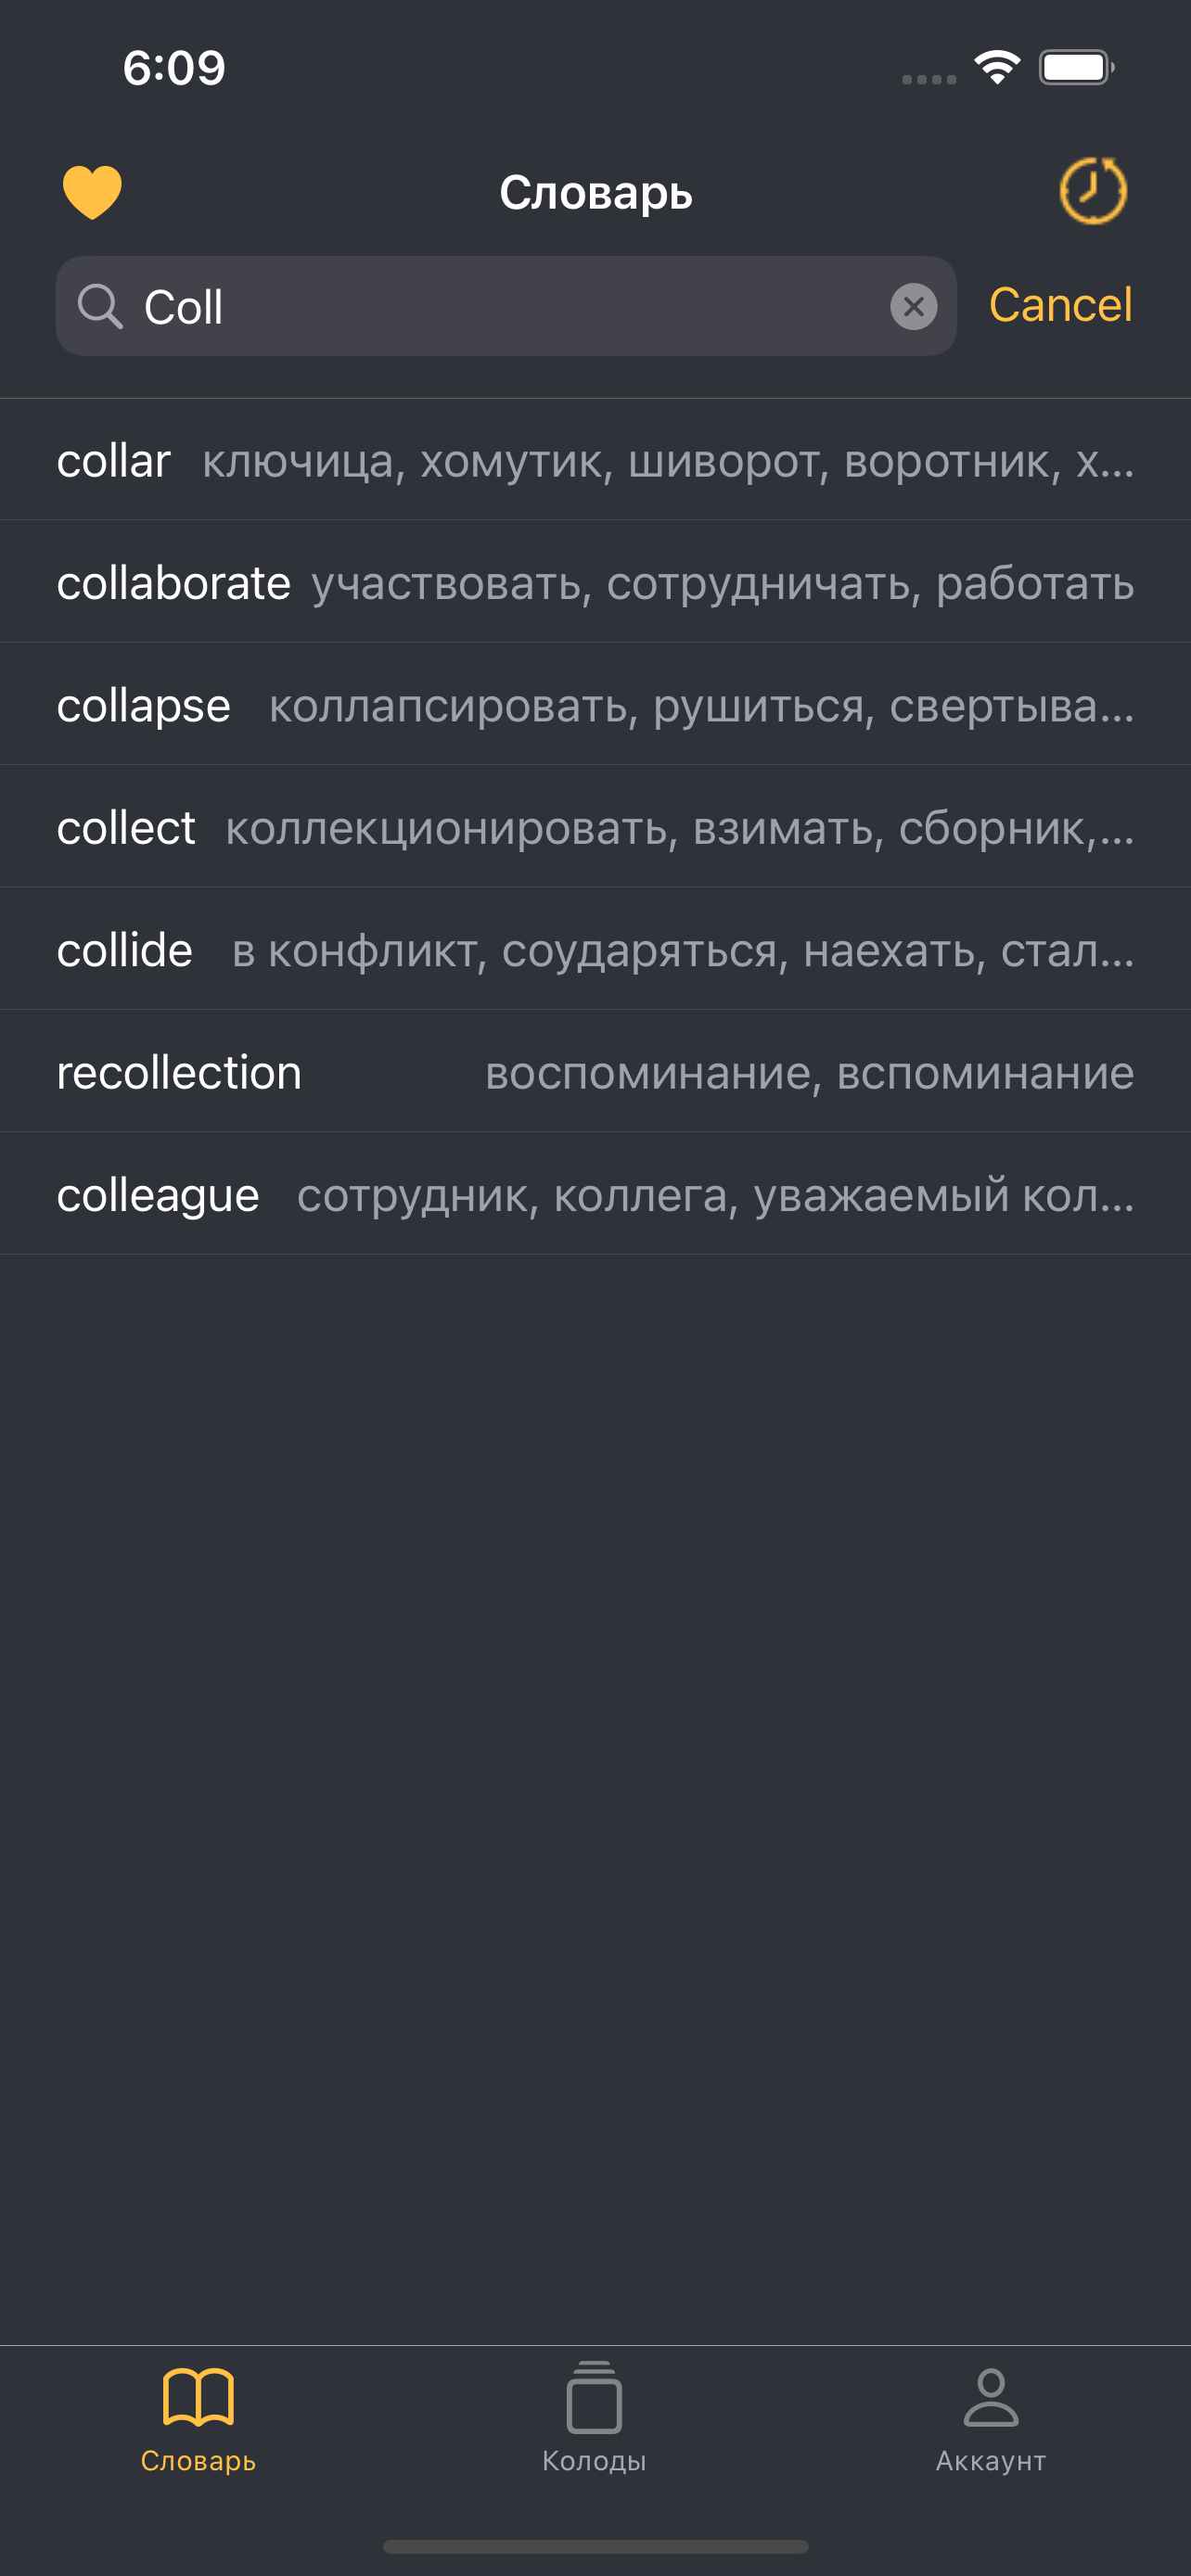 6:09
Словарь
Coll
Cancel
collar ключица, хомутик, шиворот, воротник, х...
collaborate участвовать, сотрудничать, работать
collapse коллапсировать, рушиться, свертыва...
collect коллекционировать, взимать, сборник,...
collide в конфликт, соударяться, наехать, стал...
recollection воспоминание, вспоминание
colleague сотрудник, коллега, уважаемый кол...
Словарь Колоды Аккаунт